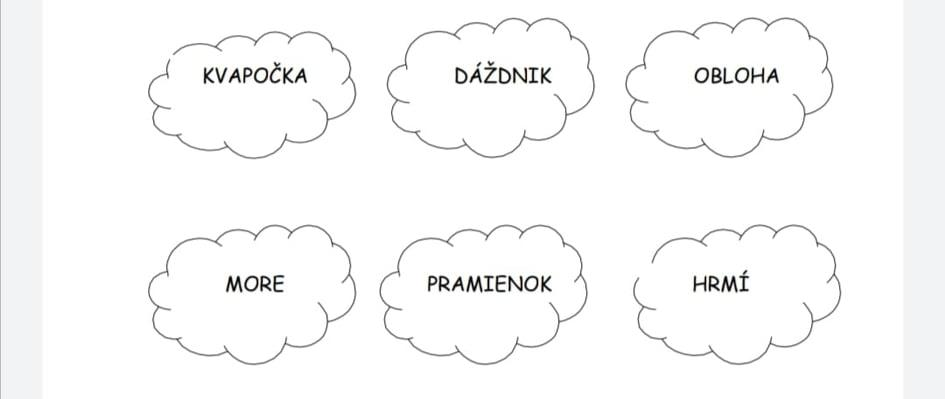 KVAPOČKA
DÁŽDNIK
OBLOHA
MORE
PRAMIENOK
HRMÍ